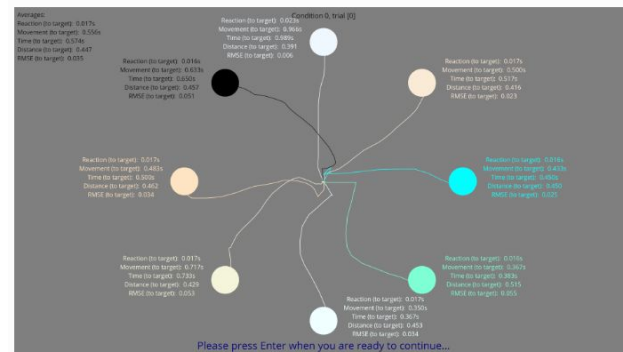 Averages:
Reaction (to target): 0.017s
Movement (to target): 0.556s
Time (to target): 0.574s
Distance (to target): 0.447
RMSE (to target): 0.035
Condition 0, trial [0]
Reaction (to target): 0.023s
Movement (to target): 0.966s
Time (to target): 0.989s
Distance (to target): 0.391
RMSE (to target): 0.006
Reaction (to target): 0.016s
Movement (to target): 0.633s
Time (to target): 0.650s
Distance (to target): 0.457
RMSE (to target): 0.051
Reaction (to target): 0.017s
Movement (to target): 0.500s
Time (to target): 0.517s
Distance (to target): 0.416
RMSE (to target): 0.023
Reaction (to target): 0.017s
Movement (to target): 0.483s
Time (to target): 0.500s
Distance (to target): 0.462
RMSE (to target): 0.034
Reaction (to target): 0.016s
Movement (to target): 0.433s
Time (to target): 0.450s
Distance (to target): 0.450
RMSE (to target): 0.025
Reaction (to target): 0.017s
Movement (to target): 0.717s
Time (to target): 0.733s
Distance (to target): 0.429
RMSE (to target): 0.053
Reaction (to target): 0.016s
Movement (to target): 0.367s
Time (to target): 0.383s
Distance (to target): 0.515
RMSE (to target): 0.055
Reaction (to target): 0.017s
Movement (to target): 0.350s
Time (to target): 0.367s
Distance (to target): 0.453
RMSE (to target): 0.034
Please press Enter when you are ready to continue...